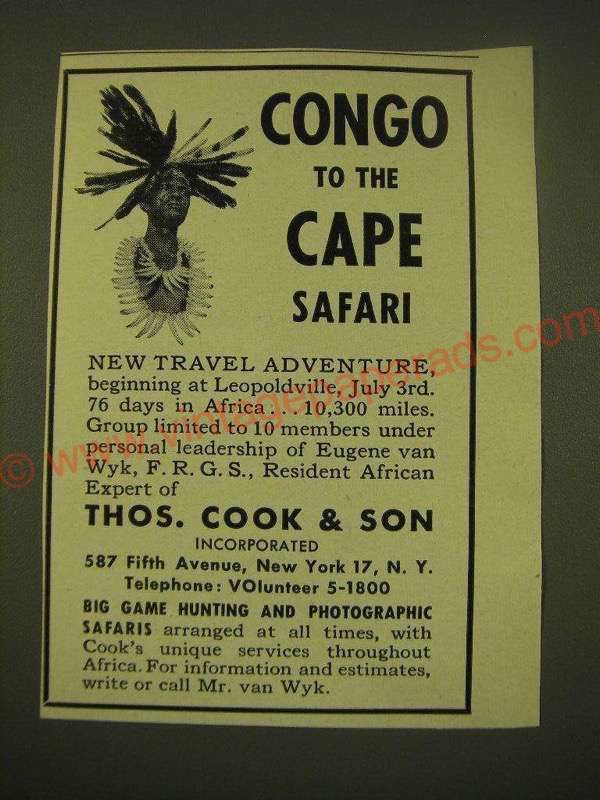 CONGO
TO THE
CAPE
SAFARI
NEW TRAVEL ADVENTURE,
beginning at Leopoldville, July 3rd.
76 days in Africa...10,300 miles.
Group limited to 10 members under
personal leadership of Eugene van
Wyk, F. R. G. S., Resident African
Expert of
THOS. COOK & SON
INCORPORATED
587 Fifth Avenue, New York 17, N. Y.
Telephone: VOlunteer 5-1800
BIG GAME HUNTING AND PHOTOGRAPHIC
SAFARIS arranged at all times, with
Cook's unique services throughout
Africa. For information and estimates,
write or call Mr. van Wyk.
© www.vintagepaperads.com